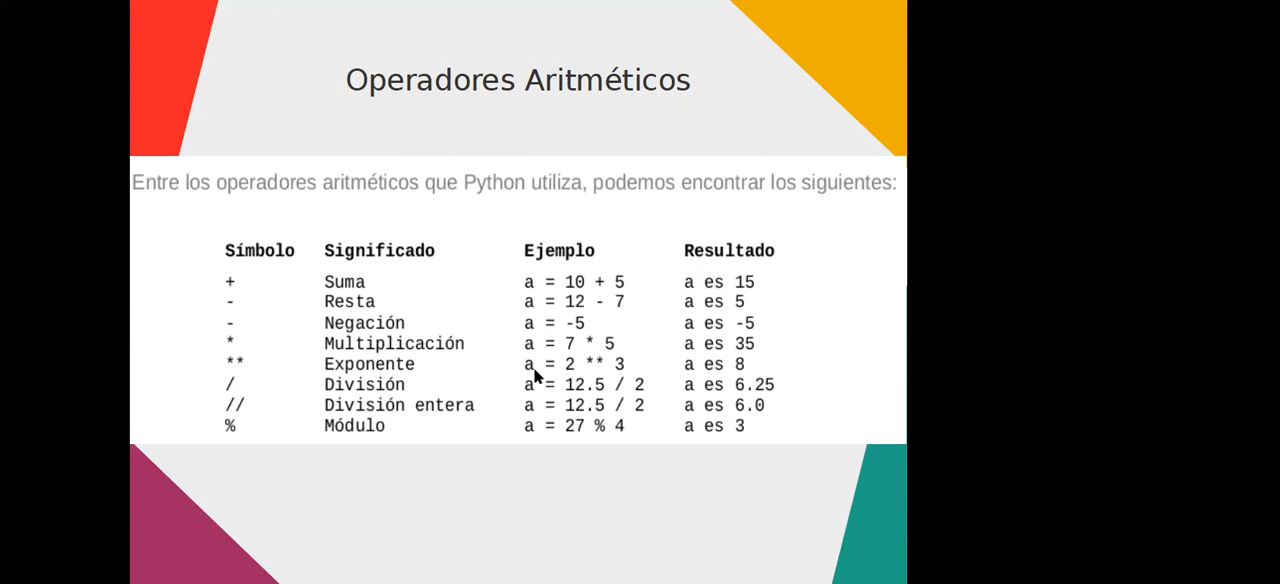 Operadores Aritméticos
Entre los operadores aritméticos que Python utiliza, podemos encontrar los siguientes:
Símbolo Significado Ejemplo Resultado
+ Suma a = 10 + 5 a es 15
- Resta a = 12 - 7 a es 5
- Negación a = -5 a es -5
* Multiplicación a = 7 * 5 a es 35
** Exponente a = 2 ** 3 a es 8
/ División a = 12.5 / 2 a es 6.25
// División entera a = 12.5 / 2 a es 6.0
% Módulo a = 27 % 4 a es 3